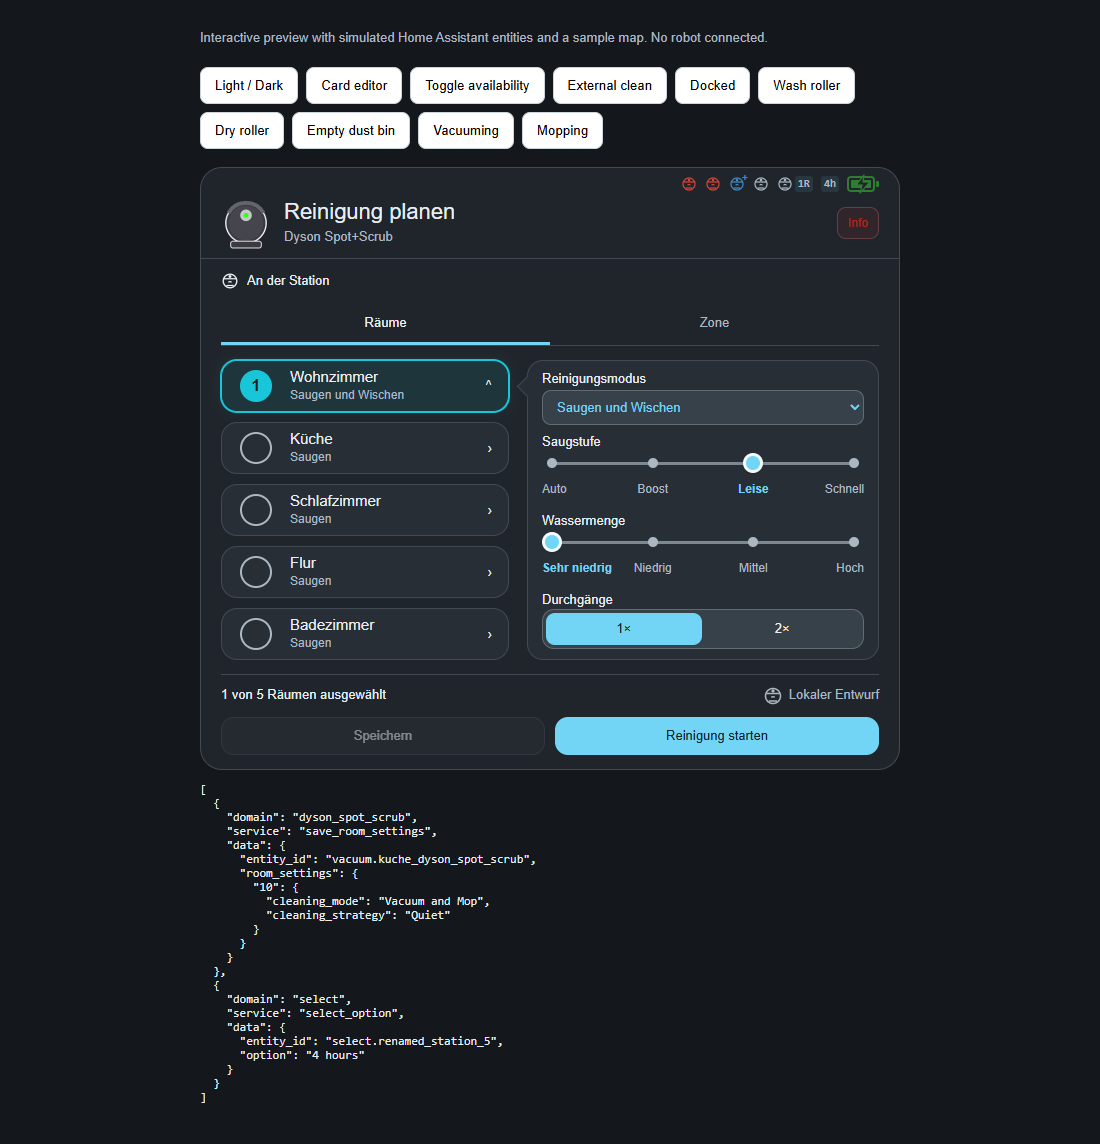 Interactive preview with simulated Home Assistant entities and a sample map. No robot connected.
Light / Dark
Card editor
Toggle availability
External clean
Docked
Wash roller
Dry roller
Empty dust bin
Vacuuming
Mopping
1R
4h
Reinigung planen
Dyson Spot+Scrub
Info
An der Station
Räume
Zone
1
Wohnzimmer
Saugen und Wischen
Küche
Saugen
Schlafzimmer
Saugen
Flur
Saugen
Badezimmer
Saugen
Reinigungsmodus
Saugen und Wischen
Saugstufe
Auto
Boost
Leise
Schnell
Wassermenge
Sehr niedrig
Niedrig
Mittel
Hoch
Durchgänge
1×
2×
1 von 5 Räumen ausgewählt
Lokaler Entwurf
Speichern
Reinigung starten
[
  {
    "domain": "dyson_spot_scrub",
    "service": "save_room_settings",
    "data": {
      "entity_id": "vacuum.kuche_dyson_spot_scrub",
      "room_settings": {
        "10": {
          "cleaning_mode": "Vacuum and Mop",
          "cleaning_strategy": "Quiet"
        }
      }
    }
  },
  {
    "domain": "select",
    "service": "select_option",
    "data": {
      "entity_id": "select.renamed_station_5",
      "option": "4 hours"
    }
  }
]